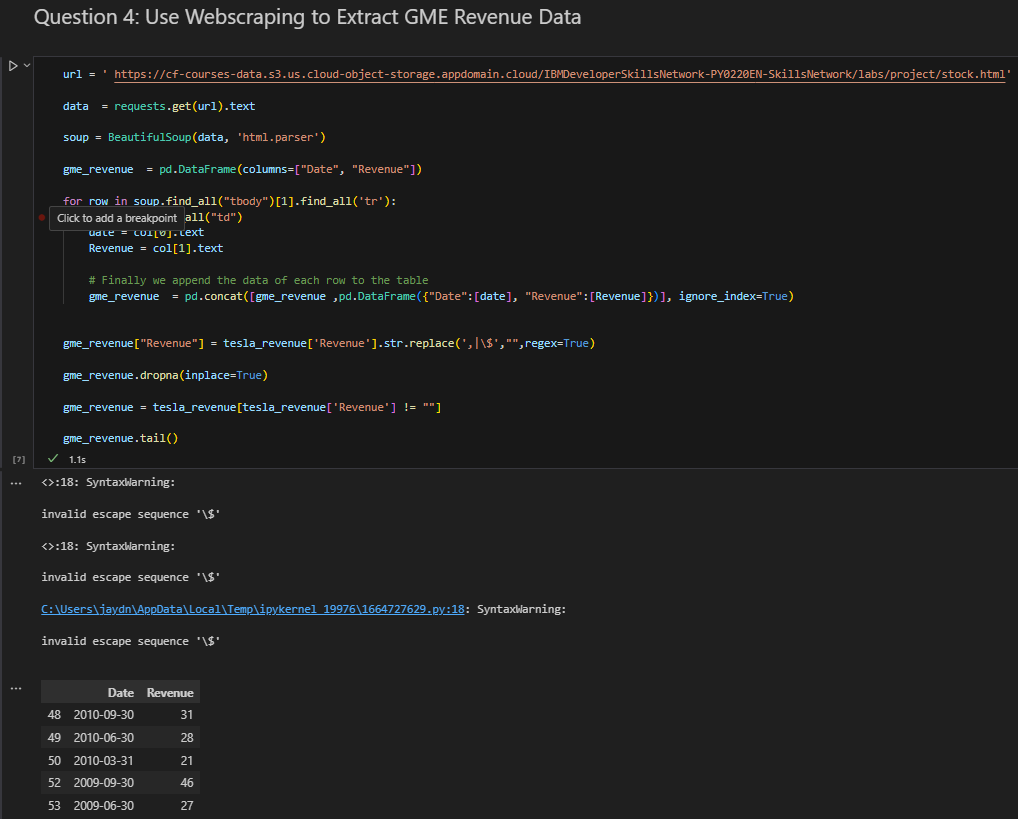 Question 4: Use Webscraping to Extract GME Revenue Data
url = ' https://cf-courses-data.s3.us.cloud-object-storage.appdomain.cloud/IBMDeveloperSkillsNetwork-PY0220EN-SkillsNetwork/labs/project/stock.html'
data  = requests.get(url).text
soup = BeautifulSoup(data, 'html.parser')
gme_revenue  = pd.DataFrame(columns=["Date", "Revenue"])
for row in soup.find_all("tbody")[1].find_all('tr'):
Click to add a breakpoint all("td")
date = col[0].text
Revenue = col[1].text
# Finally we append the data of each row to the table
gme_revenue  = pd.concat([gme_revenue ,pd.DataFrame({"Date":[date], "Revenue":[Revenue]})], ignore_index=True)
gme_revenue["Revenue"] = tesla_revenue['Revenue'].str.replace(',|\$',"",regex=True)
gme_revenue.dropna(inplace=True)
gme_revenue = tesla_revenue[tesla_revenue['Revenue'] != ""]
gme_revenue.tail()
[7] 1.1s
... <>:18: SyntaxWarning:
invalid escape sequence '\$'
<>:18: SyntaxWarning:
invalid escape sequence '\$'
C:\Users\jaydn\AppData\Local\Temp\ipykernel_19976\1664727629.py:18: SyntaxWarning:
invalid escape sequence '\$'
...
Date Revenue
48 2010-09-30 31
49 2010-06-30 28
50 2010-03-31 21
52 2009-09-30 46
53 2009-06-30 27